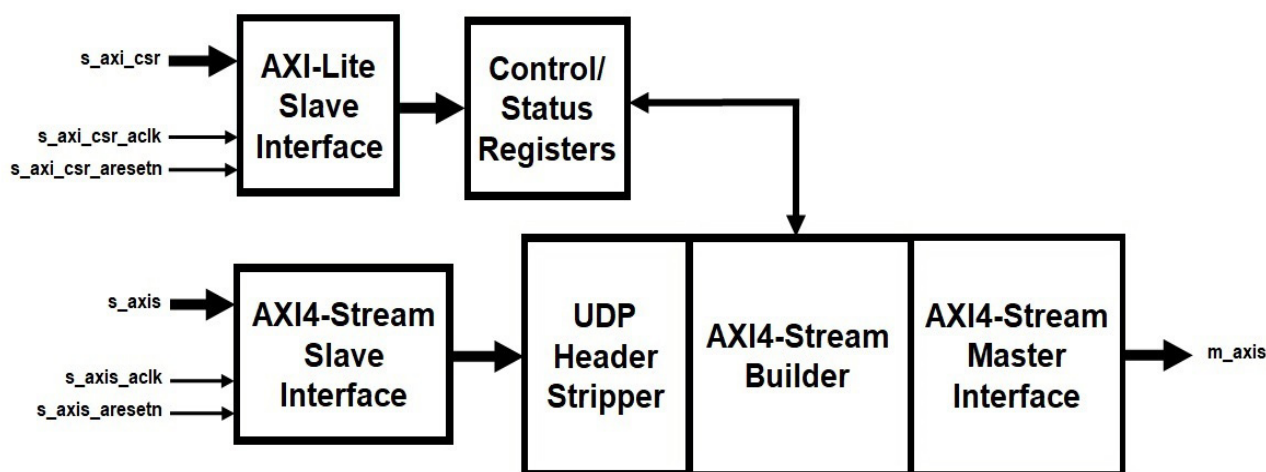 s_axi_csr
s_axi_csr_aclk
s_axi_csr_aresetn
AXI-Lite
Slave
Interface
Control/
Status
Registers
s_axis
s_axis_aclk
s_axis_aresetn
AXI4-Stream
Slave
Interface
UDP
Header
Stripper
AXI4-Stream
Builder
AXI4-Stream
Master
Interface
m_axis